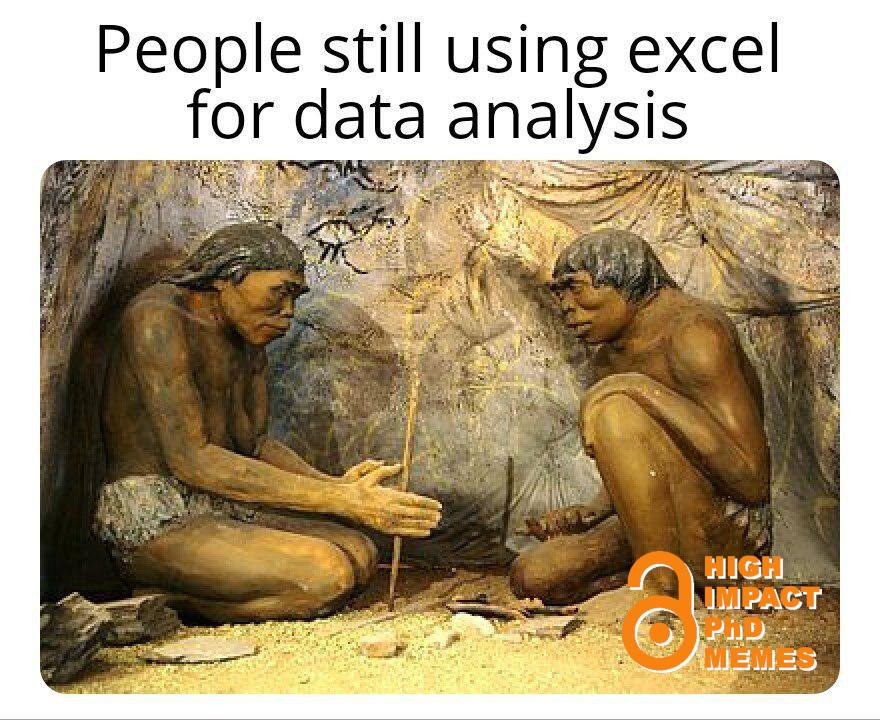 People still using excel
for data analysis
HIGH
IMPACT
PhD
MEMES